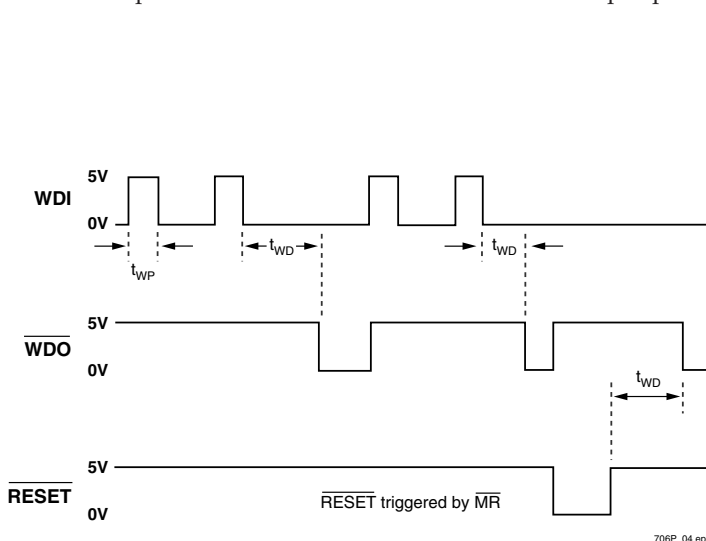 WDI
5V
0V
tWP
tWD
tWD
WDO
5V
0V
tWD
RESET
5V
0V
RESET triggered by MR
706P_04.ep